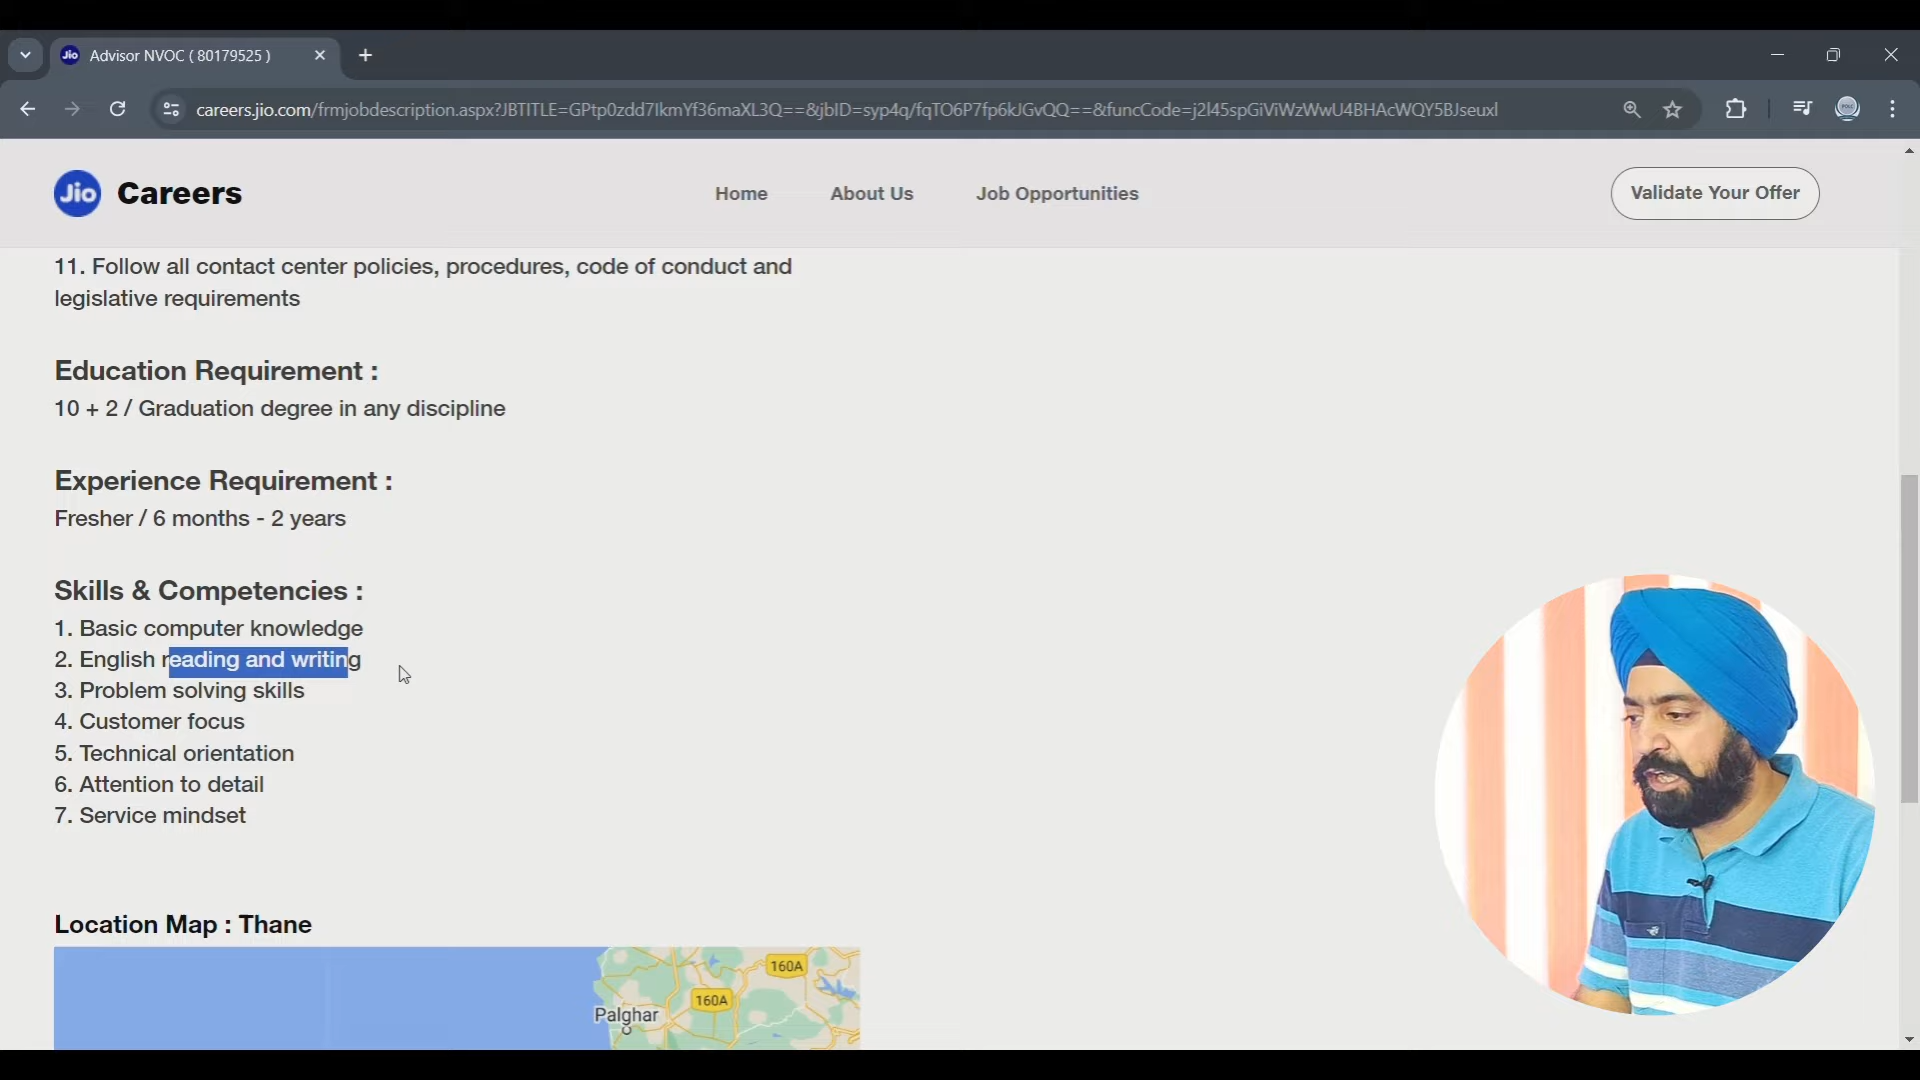 Advisor NVOC ( 80179525 )
careers.jio.com/frmjobdescription.aspx?JBTITLE=GPtp0zdd7IkmYf36maXL3Q==&jbID=syp4q/fqTO6P7fp6kJGvQQ==&funcCode=j2l45spGiViWzWwU4BHAcWQY5BJseuxl
Jio Careers
Home
About Us
Job Opportunities
Validate Your Offer
11. Follow all contact center policies, procedures, code of conduct and
legislative requirements
Education Requirement :
10 + 2 / Graduation degree in any discipline
Experience Requirement :
Fresher / 6 months - 2 years
Skills & Competencies :
1. Basic computer knowledge
2. English reading and writing
3. Problem solving skills
4. Customer focus
5. Technical orientation
6. Attention to detail
7. Service mindset
Location Map : Thane
160A
160A
Palghar